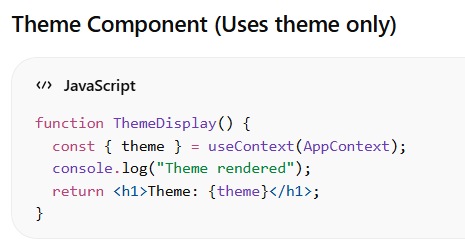 Theme Component (Uses theme only)
</> JavaScript
function ThemeDisplay() {
  const { theme } = useContext(AppContext);
  console.log("Theme rendered");
  return <h1>Theme: {theme}</h1>;
}